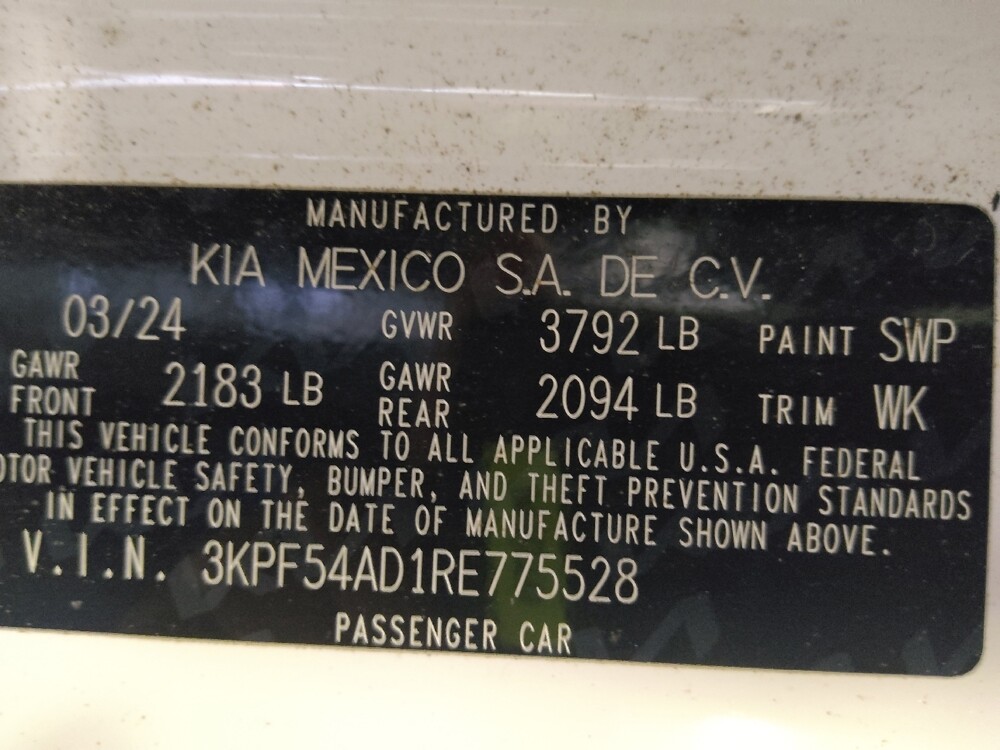 MANUFACTURED BY
KIA MEXICO S.A. DE C.V.
03/24 GVWR 3792 LB PAINT SWP
GAWR FRONT 2183 LB GAWR REAR 2094 LB TRIM WK
THIS VEHICLE CONFORMS TO ALL APPLICABLE U.S.A. FEDERAL
OTOR VEHICLE SAFETY, BUMPER, AND THEFT PREVENTION STANDARDS
IN EFFECT ON THE DATE OF MANUFACTURE SHOWN ABOVE.
V.I.N. 3KPF54AD1RE775528
PASSENGER CAR